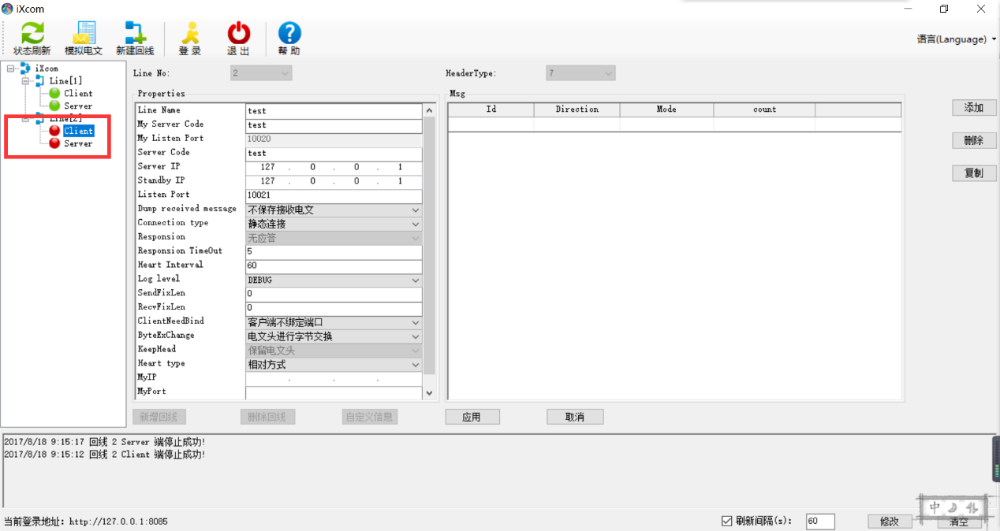 iXcom
语言(Language)
状态刷新 模拟电文 新建回线 登 录 退 出 帮 助
iXcom
Line[1]
Client
Server
Line[2]
Client
Server
Line No: 2
HeaderType: 7
Properties
Line Name test
My Server Code test
My Listen Port 10020
Server Code test
Server IP 127 . 0 . 0 . 1
Standby IP 127 . 0 . 0 . 1
Listen Port 10021
Dump received message 不保存接收电文
Connection type 静态连接
Responsion 无应答
Responsion TimeOut 5
Heart Interval 60
Log level DEBUG
SendFixLen 0
RecvFixLen 0
ClientNeedBind 客户端不绑定端口
ByteExChange 电文头进行字节交换
KeepHead 保留电文头
Heart type 相对方式
MyIP . . .
MyPort
Msg
Id Direction Mode count
添加
删除
复制
新增回线 删除回线 自定义信息 应用 取消
2017/8/18 9:15:17 回线 2 Server 端停止成功!
2017/8/18 9:15:12 回线 2 Client 端停止成功!
中
当前登录地址: http://127.0.0.1:8085
刷新间隔(s): 60 修改 清空